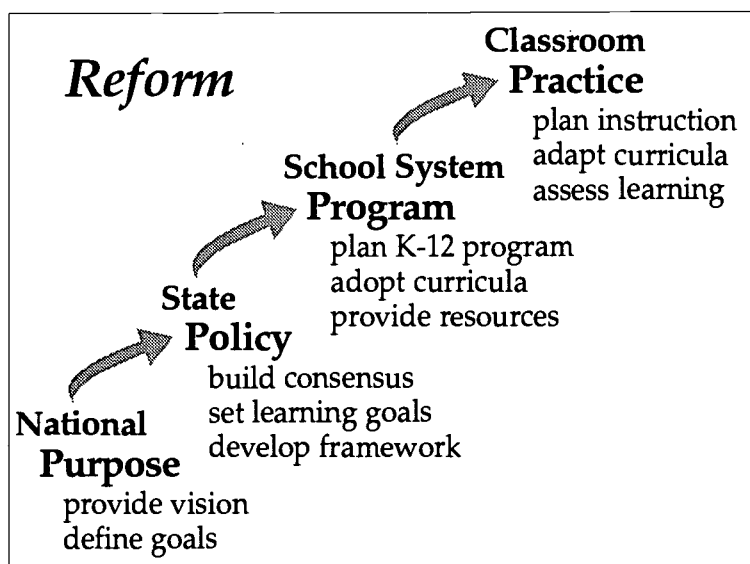 Reform
Classroom
Practice
plan instruction
adapt curricula
assess learning
School System
Program
plan K-12 program
adopt curricula
provide resources
State
Policy
build consensus
set learning goals
develop framework
National
Purpose
provide vision
define goals